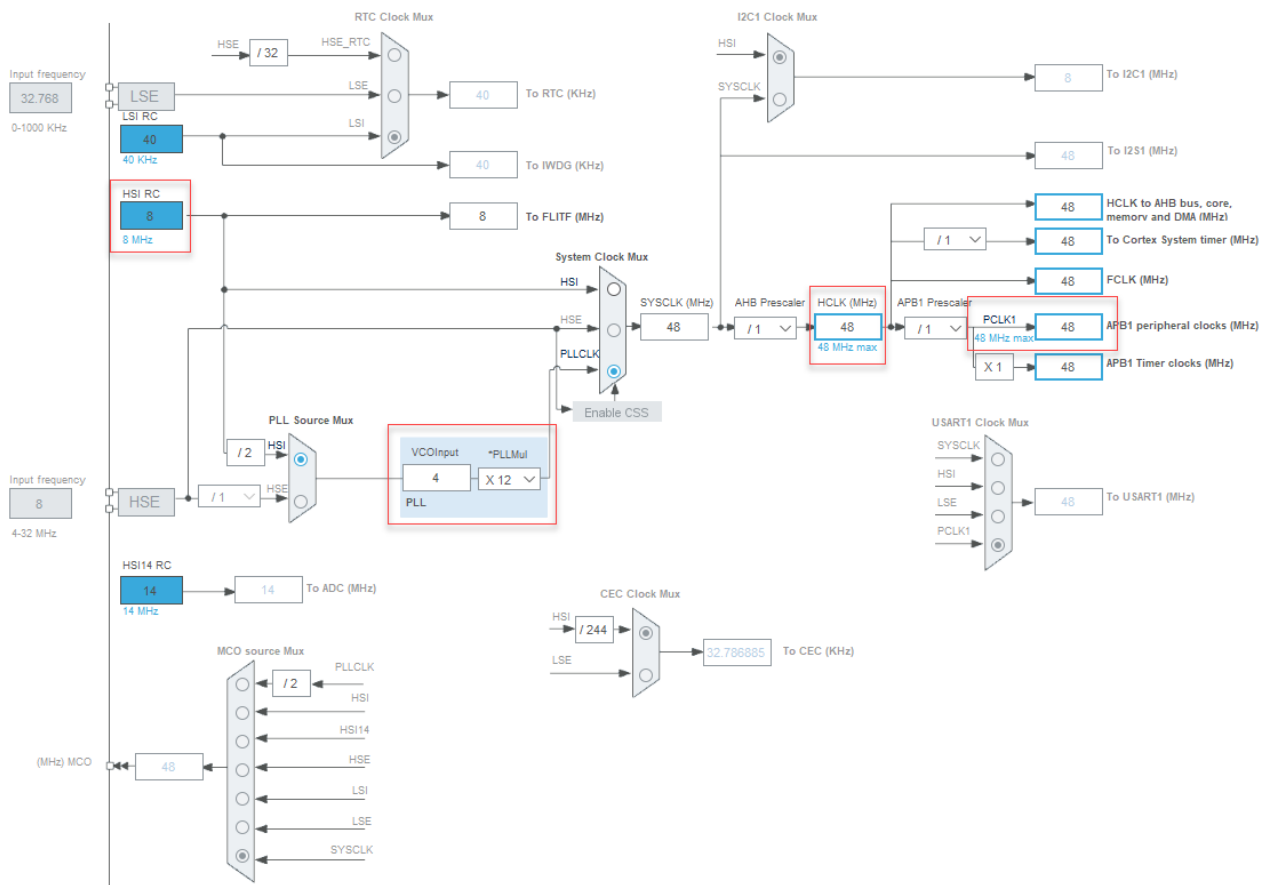 RTC Clock Mux
I2C1 Clock Mux
HSE
/ 32
HSE_RTC
HSI
Input frequency
32.768
0-1000 KHz
LSE
LSE
40
To RTC (KHz)
SYSCLK
8
To I2C1 (MHz)
LSI RC
40
40 KHz
LSI
40
To IWDG (KHz)
48
To I2S1 (MHz)
HSI RC
8
8 MHz
8
To FLITF (MHz)
48
HCLK to AHB bus, core,
memory and DMA (MHz)
/ 1
48
To Cortex System timer (MHz)
System Clock Mux
HSI
HSE
PLLCLK
SYSCLK (MHz)
48
AHB Prescaler
/ 1
HCLK (MHz)
48
48 MHz max
APB1 Prescaler
/ 1
48
FCLK (MHz)
PCLK1
48 MHz max
48
APB1 peripheral clocks (MHz)
X 1
48
APB1 Timer clocks (MHz)
Enable CSS
PLL Source Mux
/ 2
HSI
HSE
VCOInput
4
*PLLMul
X 12
PLL
Input frequency
8
4-32 MHz
HSE
/ 1
USART1 Clock Mux
SYSCLK
HSI
LSE
PCLK1
48
To USART1 (MHz)
HSI14 RC
14
14 MHz
14
To ADC (MHz)
CEC Clock Mux
HSI
/ 244
LSE
32.786885
To CEC (KHz)
MCO source Mux
PLLCLK
/ 2
HSI
HSI14
HSE
LSI
LSE
SYSCLK
(MHz) MCO
48